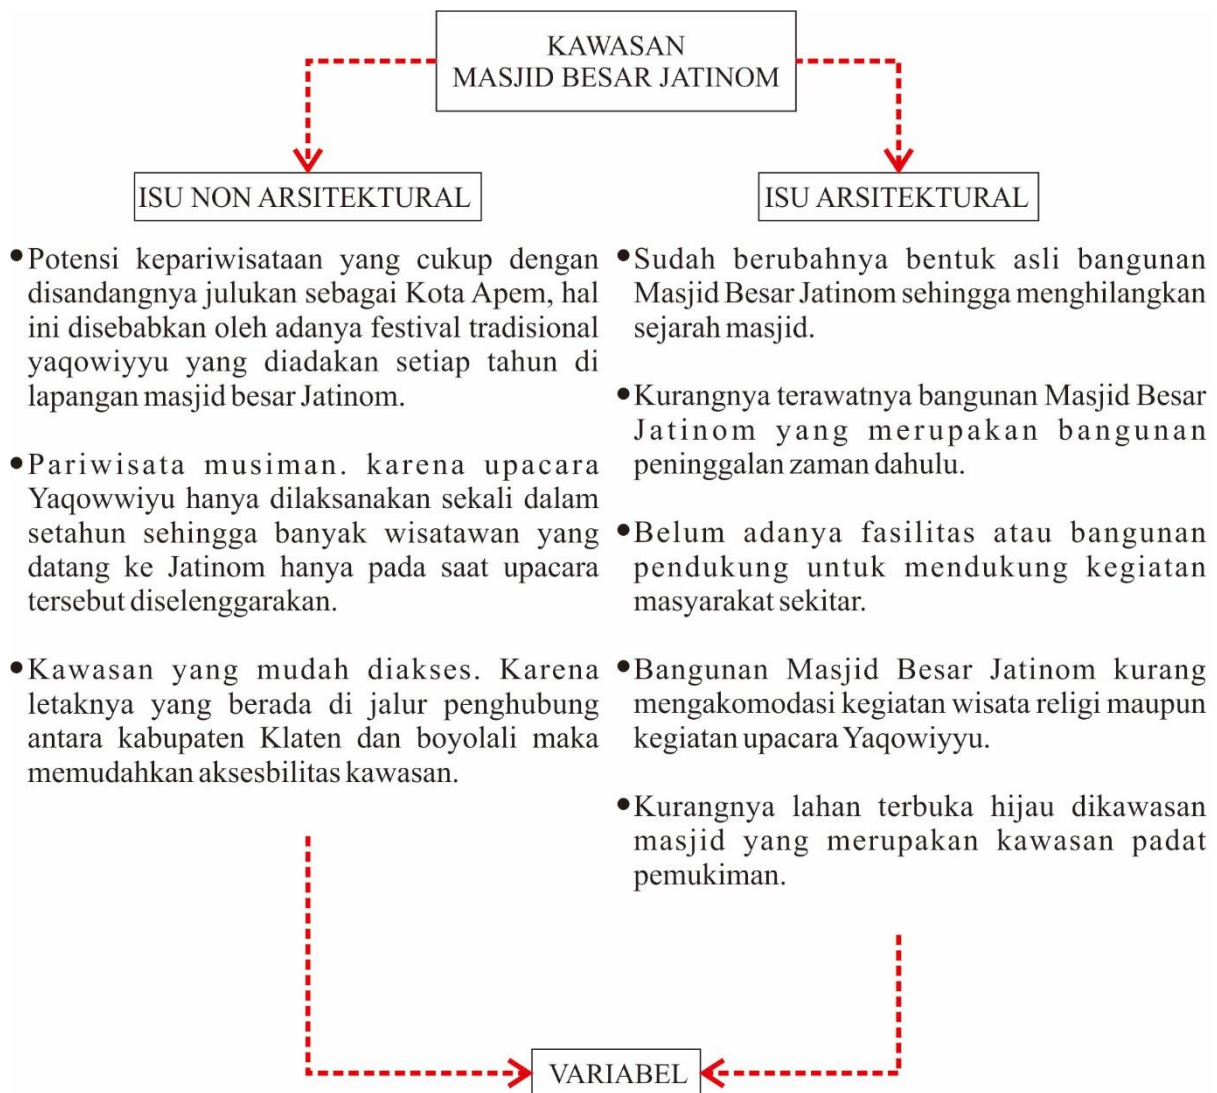 KAWASAN
MASJID BESAR JATINOM
ISU NON ARSITEKTURAL
•Potensi kepariwisataan yang cukup dengan
disandangnya julukan sebagai Kota Apem, hal
ini disebabkan oleh adanya festival tradisional
yaqowiyyu yang diadakan setiap tahun di
lapangan masjid besar Jatinom.
•Pariwisata musiman. karena upacara
Yaqowwiyu hanya dilaksanakan sekali dalam
setahun sehingga banyak wisatawan yang
datang ke Jatinom hanya pada saat upacara
tersebut diselenggarakan.
•Kawasan yang mudah diakses. Karena
letaknya yang berada di jalur penghubung
antara kabupaten Klaten dan boyolali maka
memudahkan aksesbilitas kawasan.
ISU ARSITEKTURAL
•Sudah berubahnya bentuk asli bangunan
Masjid Besar Jatinom sehingga menghilangkan
sejarah masjid.
•Kurangnya terawatnya bangunan Masjid Besar
Jatinom yang merupakan bangunan
peninggalan zaman dahulu.
•Belum adanya fasilitas atau bangunan
pendukung untuk mendukung kegiatan
masyarakat sekitar.
•Bangunan Masjid Besar Jatinom kurang
mengakomodasi kegiatan wisata religi maupun
kegiatan upacara Yaqowiyyu.
•Kurangnya lahan terbuka hijau dikawasan
masjid yang merupakan kawasan padat
pemukiman.
VARIABEL